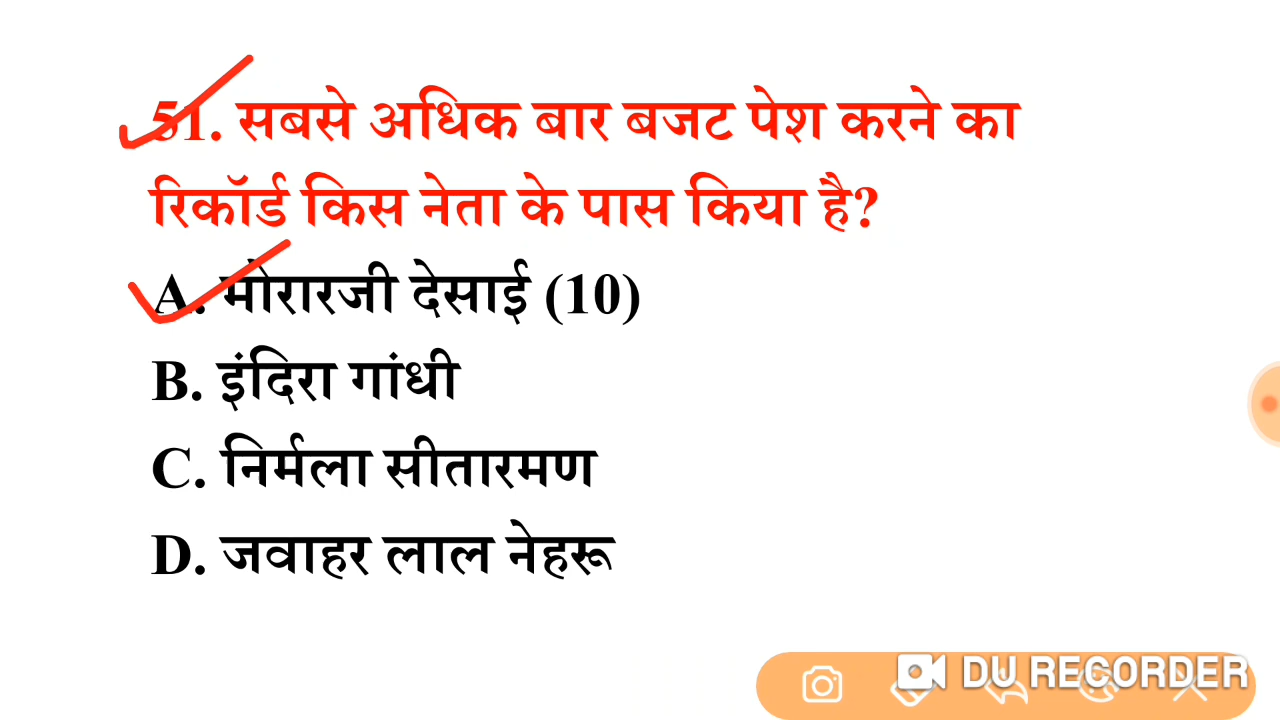 51. सबसे अधिक बार बजट पेश करने का
रिकॉर्ड किस नेता के पास किया है?
A. मोरारजी देसाई (10)
B. इंदिरा गांधी
C. निर्मला सीतारमण
D. जवाहर लाल नेहरू
DU RECORDER